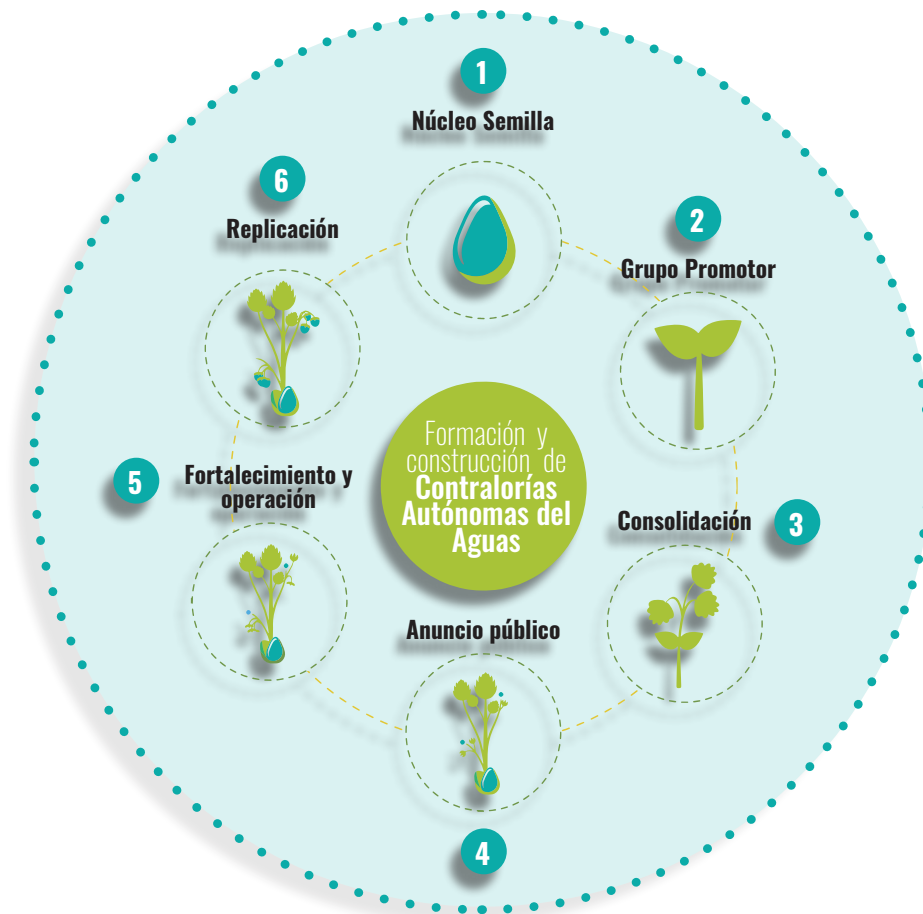 1
Núcleo Semilla
2
Grupo Promotor
3
Consolidación
4
Anuncio público
5
Fortalecimiento y
operación
6
Replicación
Formación y
construcción de
Contralorías
Autónomas del
Aguas